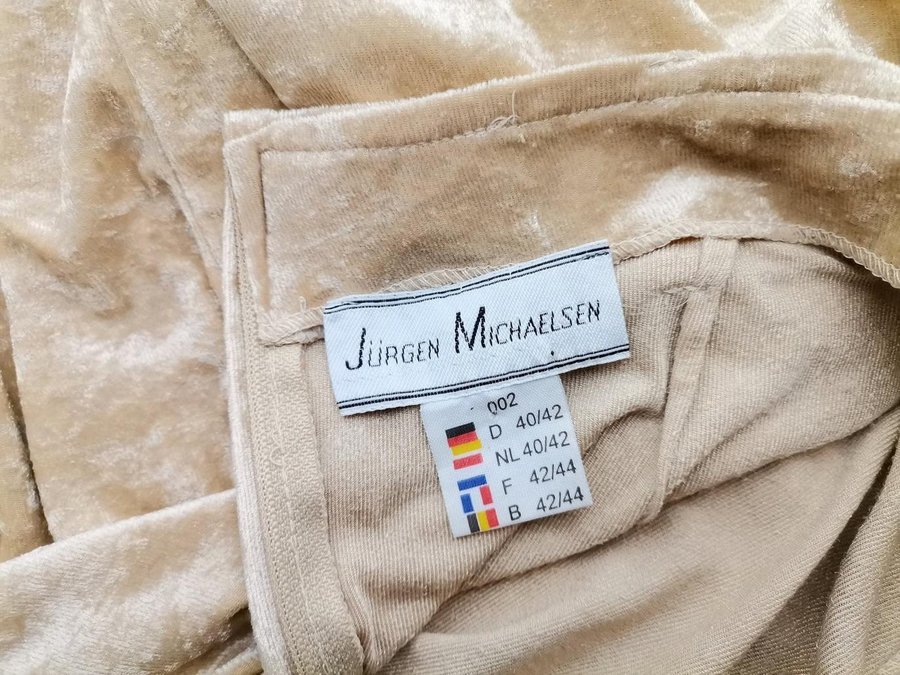 JÜRGEN MICHAELSEN
002
D 40/42
NL 40/42
F 42/44
B 42/44